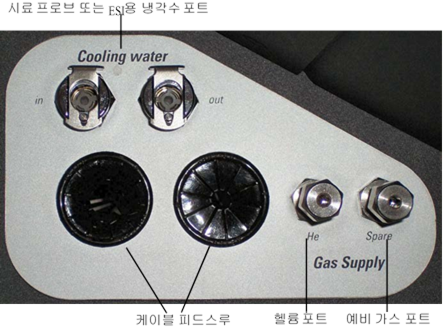 시료 프로브 또는 ESI용 냉각수 포트
Cooling water
in
out
He
Spare
Gas Supply
케이블 피드스루
헬륨 포트
예비 가스 포트